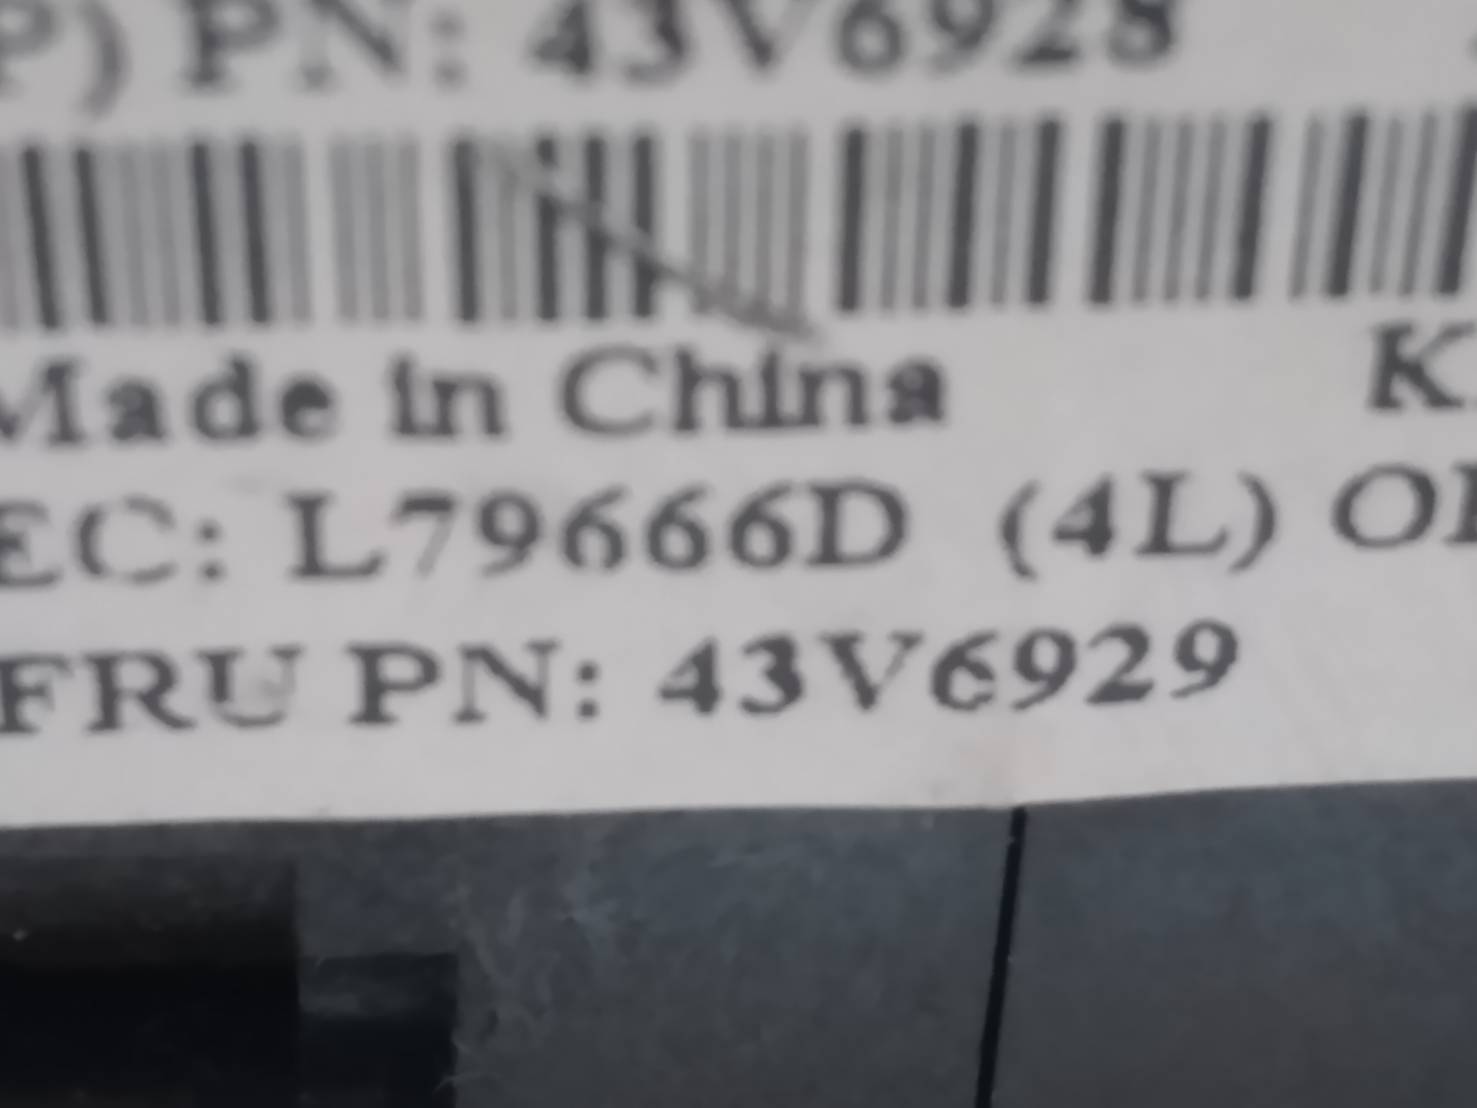 P) PN: 43V6928
Made in China
EC: L79666D (4L)
FRU PN: 43V6929